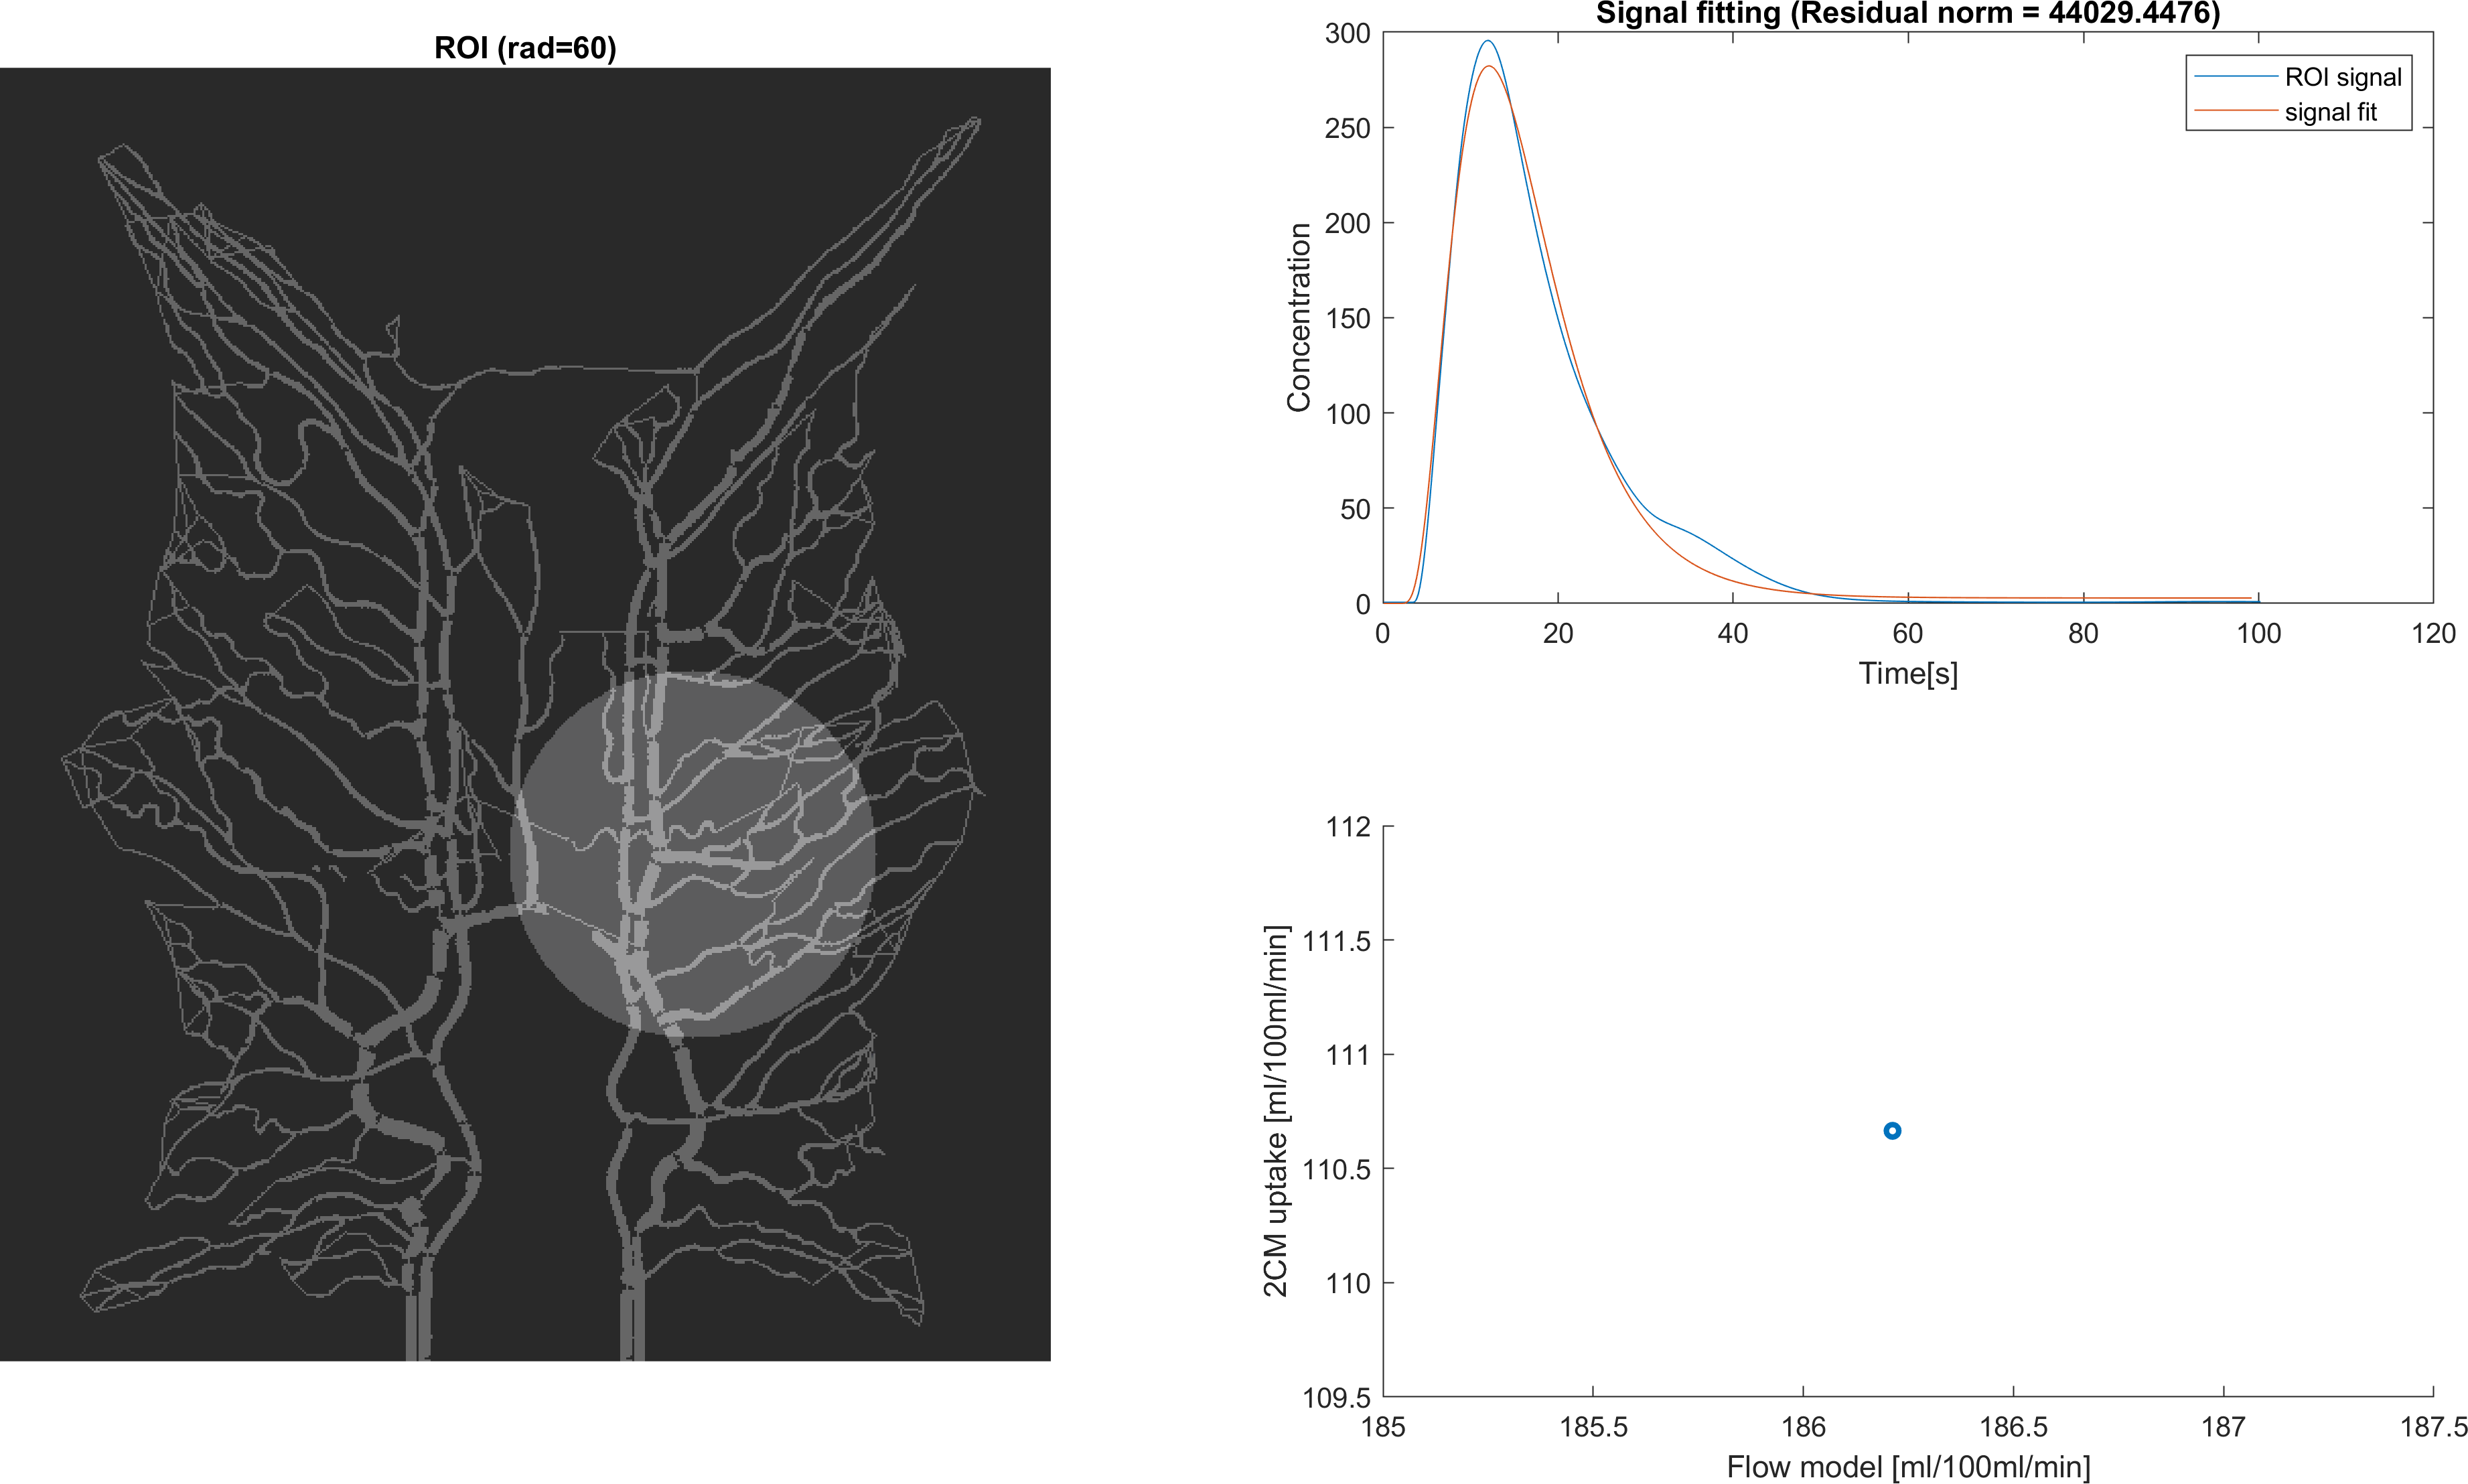 ROI (rad=60)
Signal fitting (Residual norm = 44029.4476)
300
250
200
150
100
50
0
Concentration
ROI signal
signal fit
0 20 40 60 80 100 120
Time[s]
112
111.5
111
110.5
110
109.5
2CM uptake [ml/100ml/min]
185 185.5 186 186.5 187 187.5
Flow model [ml/100ml/min]